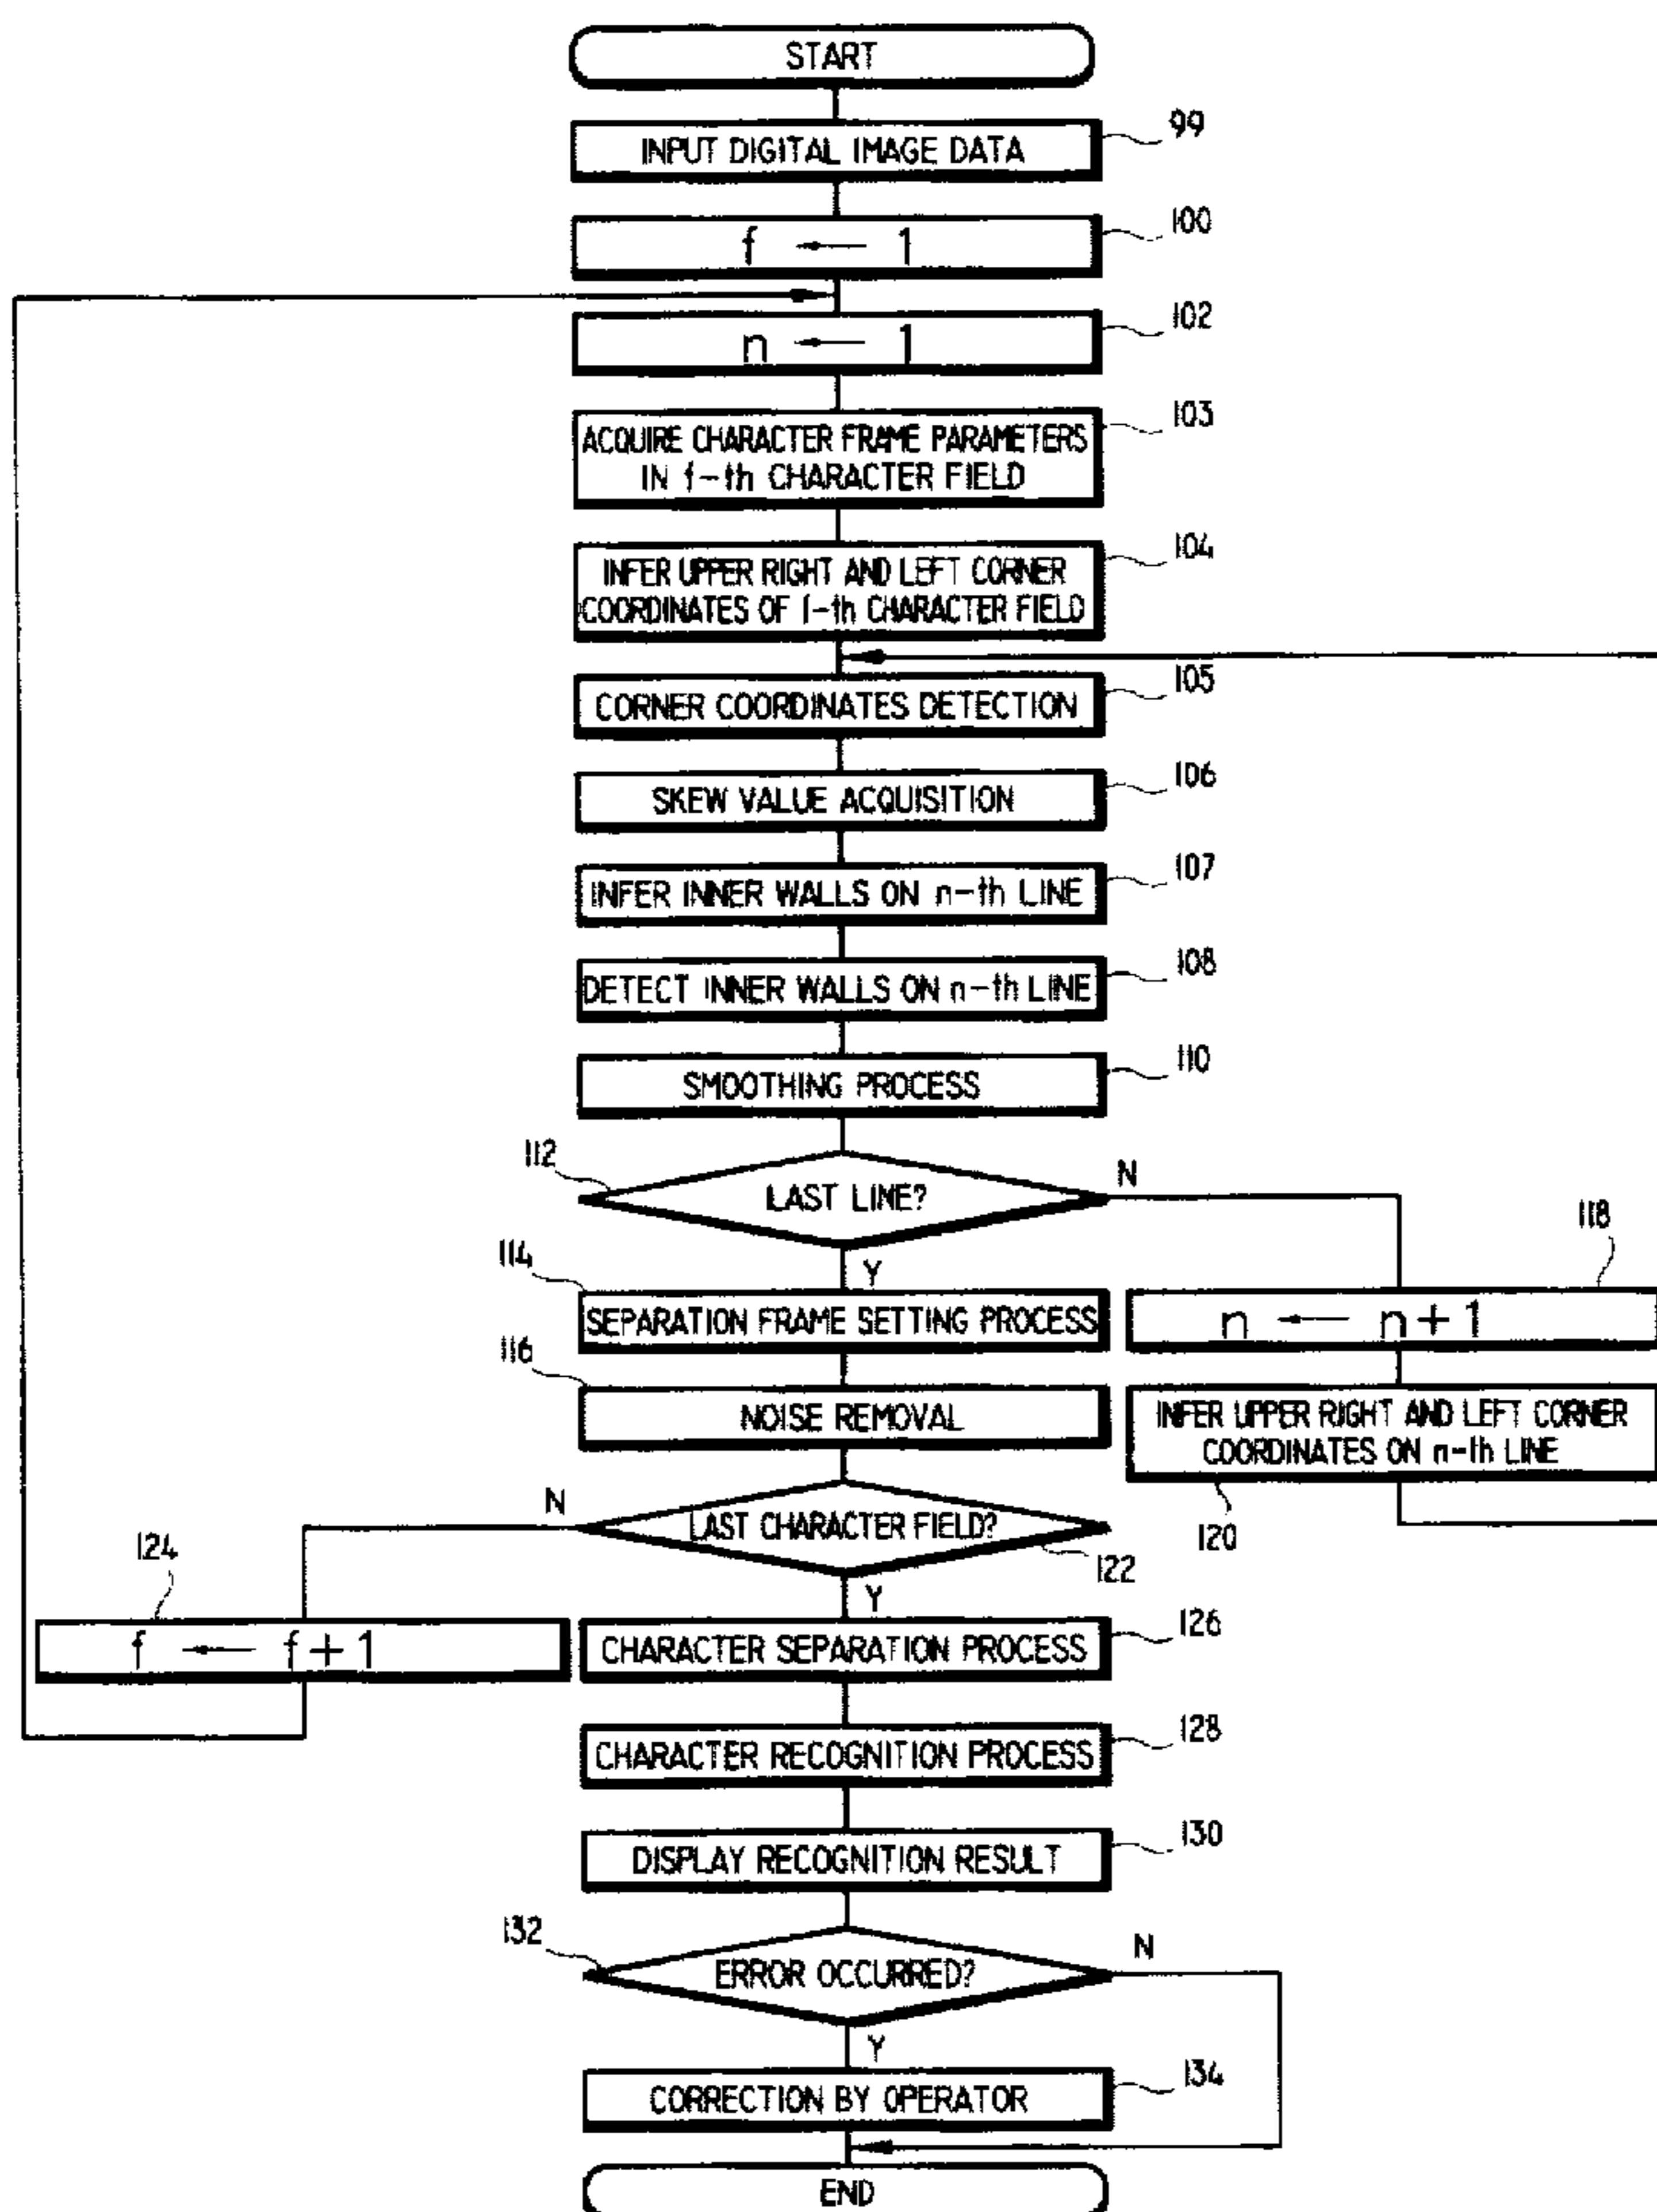 START
INPUT DIGITAL IMAGE DATA
99
f ← 1
100
n ← 1
102
ACQUIRE CHARACTER FRAME PARAMETERS
IN f-th CHARACTER FIELD
103
INFER UPPER RIGHT AND LEFT CORNER
COORDINATES OF f-th CHARACTER FIELD
104
CORNER COORDINATES DETECTION
105
SKEW VALUE ACQUISITION
106
INFER INNER WALLS ON n-th LINE
107
DETECT INNER WALLS ON n-th LINE
108
SMOOTHING PROCESS
110
112
LAST LINE?
N
Y
114
SEPARATION FRAME SETTING PROCESS
118
n ← n+1
116
NOISE REMOVAL
INFER UPPER RIGHT AND LEFT CORNER
COORDINATES ON n-th LINE
120
N
LAST CHARACTER FIELD?
122
Y
124
f ← f+1
CHARACTER SEPARATION PROCESS
126
CHARACTER RECOGNITION PROCESS
128
DISPLAY RECOGNITION RESULT
130
132
ERROR OCCURRED?
N
Y
CORRECTION BY OPERATOR
134
END